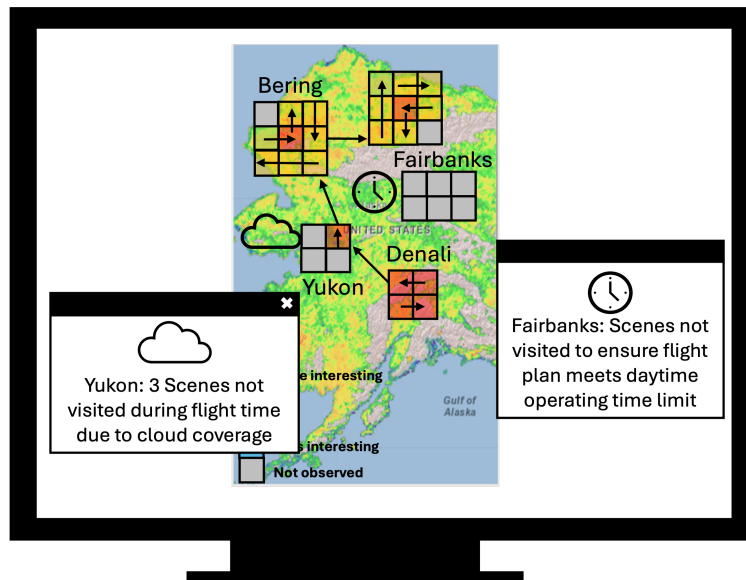 Bering
Fairbanks
UNITED STATES
Denali
Yukon
Yukon: 3 Scenes not
visited during flight time
due to cloud coverage
Fairbanks: Scenes not
visited to ensure flight
plan meets daytime
operating time limit
interesting
Gulf of
Alaska
interesting
Not observed